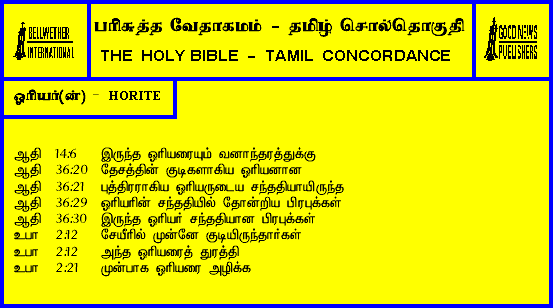 BELLWETHER
INTERNATIONAL
பரிசுத்த வேதாகமம் - தமிழ் சொல்தொகுதி
THE HOLY BIBLE - TAMIL CONCORDANCE
GOOD NEWS
PUBLISHERS
ஓரியர்(ன்) - HORITE
ஆதி 14:6 இருந்த ஓரியரையும் வனாந்தரத்துக்கு
ஆதி 36:20 தேசத்தின் குடிகளாகிய ஓரியனான
ஆதி 36:21 புத்திரராகிய ஓரியருடைய சந்ததியாயிருந்த
ஆதி 36:29 ஓரியரின் சந்ததியில் தோன்றிய பிரபுக்கள்
ஆதி 36:30 இருந்த ஓரியர் சந்ததியான பிரபுக்கள்
உபா 2:12 சேயீரில் முன்னே குடியிருந்தார்கள்
உபா 2:12 அந்த ஓரியரைத் துரத்தி
உபா 2:21 முன்பாக ஓரியரை அழிக்க